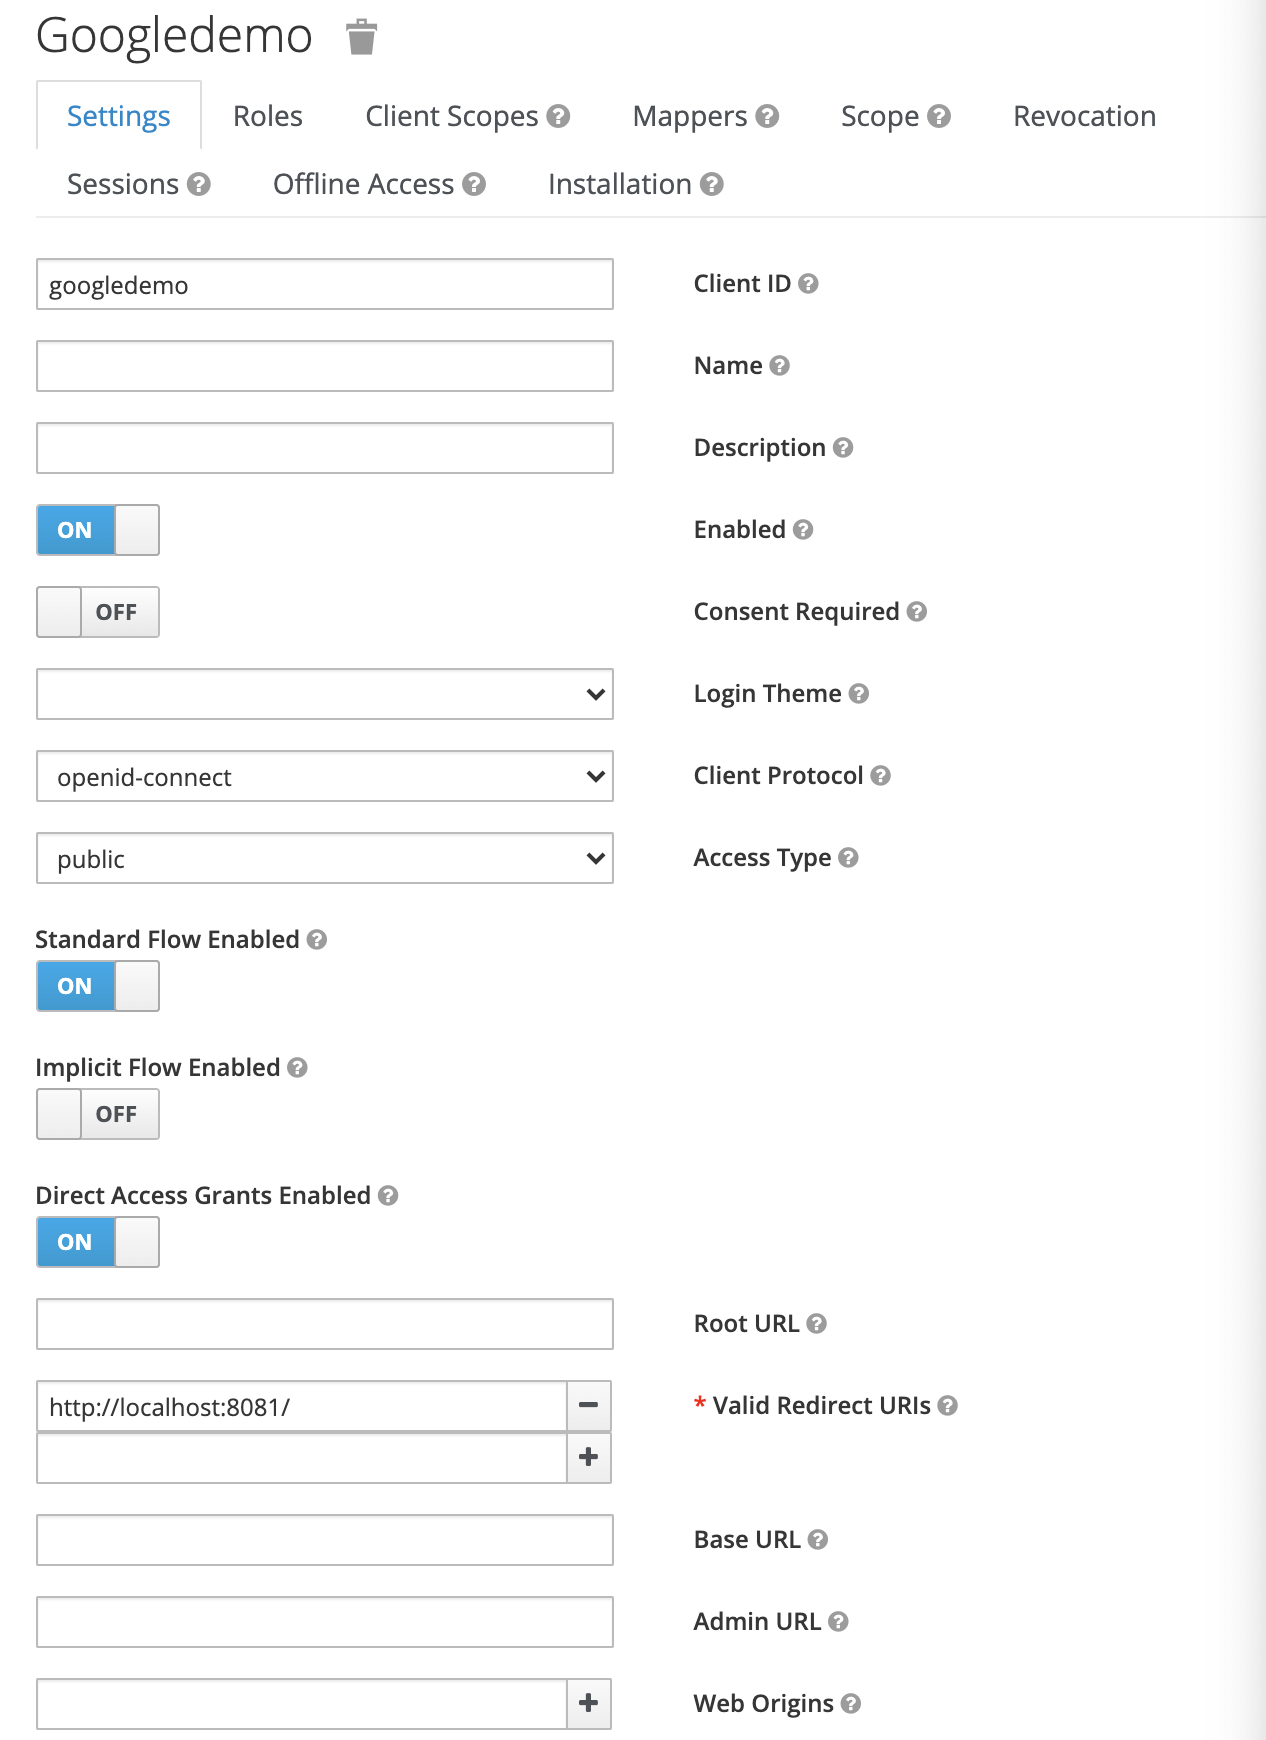 Googledemo
Settings Roles Client Scopes Mappers Scope Revocation
Sessions Offline Access Installation
googledemo Client ID
Name
Description
ON Enabled
OFF Consent Required
Login Theme
openid-connect Client Protocol
public Access Type
Standard Flow Enabled
ON
Implicit Flow Enabled
OFF
Direct Access Grants Enabled
ON
Root URL
http://localhost:8081/ * Valid Redirect URIs
Base URL
Admin URL
Web Origins